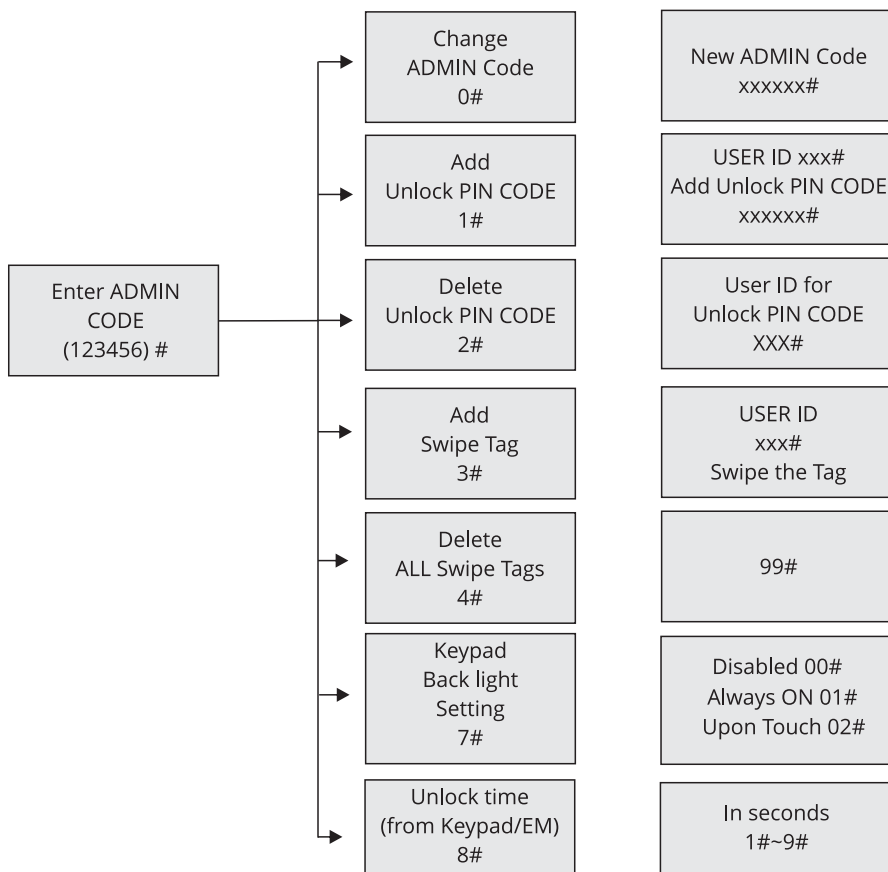 Enter ADMIN
CODE
(123456) #
Change
ADMIN Code
0#
New ADMIN Code
xxxxxx#
Add
Unlock PIN CODE
1#
USER ID xxx#
Add Unlock PIN CODE
xxxxxx#
Delete
Unlock PIN CODE
2#
User ID for
Unlock PIN CODE
XXX#
Add
Swipe Tag
3#
USER ID
xxx#
Swipe the Tag
Delete
ALL Swipe Tags
4#
99#
Keypad
Back light
Setting
7#
Disabled 00#
Always ON 01#
Upon Touch 02#
Unlock time
(from Keypad/EM)
8#
In seconds
1#~9#